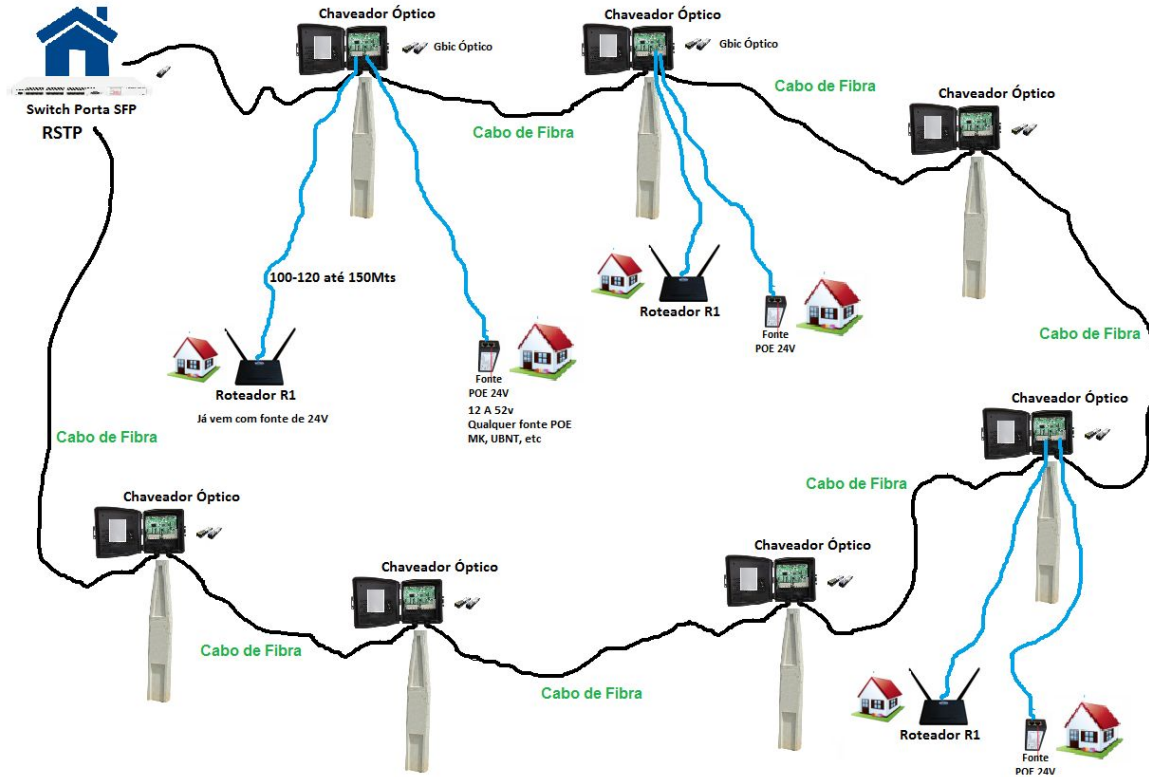 Chaveador Óptico
Gbic Óptico
Chaveador Óptico
Gbic Óptico
Cabo de Fibra
Chaveador Óptico
Switch Porta SFP
RSTP
Cabo de Fibra
100-120 até 150Mts
Roteador R1
Já vem com fonte de 24V
Fonte
POE 24V
12 A 52v
Qualquer fonte POE
MK, UBNT, etc
Roteador R1
Fonte
POE 24V
Cabo de Fibra
Chaveador Óptico
Cabo de Fibra
Cabo de Fibra
Chaveador Óptico
Chaveador Óptico
Chaveador Óptico
Cabo de Fibra
Cabo de Fibra
Roteador R1
Fonte
POE 24V